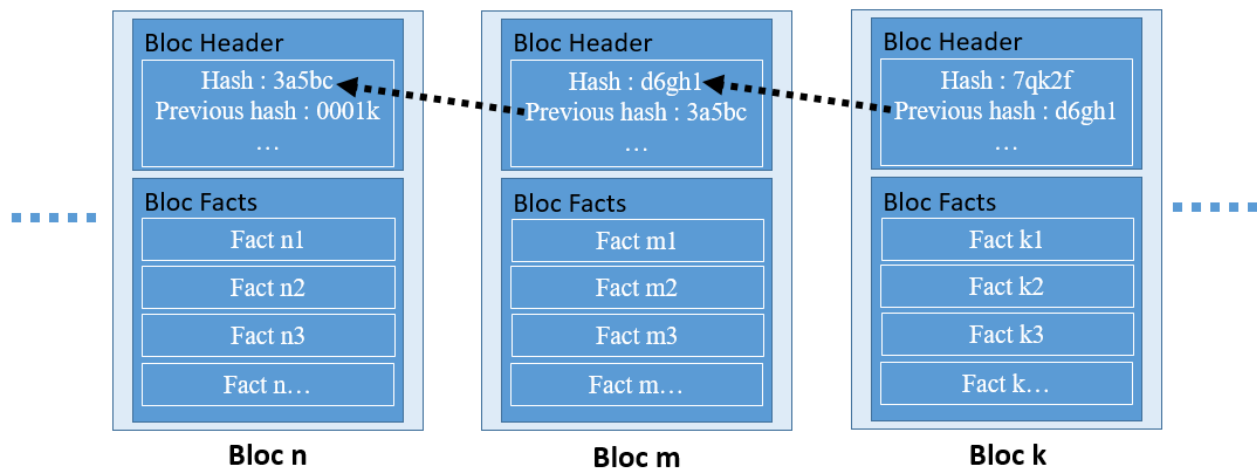 Bloc Header
Hash : 3a5bc
Previous hash : 0001k
…
Bloc Facts
Fact n1
Fact n2
Fact n3
Fact n…
Bloc n
Bloc Header
Hash : d6gh1
Previous hash : 3a5bc
…
Bloc Facts
Fact m1
Fact m2
Fact m3
Fact m…
Bloc m
Bloc Header
Hash : 7qk2f
Previous hash : d6gh1
…
Bloc Facts
Fact k1
Fact k2
Fact k3
Fact k…
Bloc k